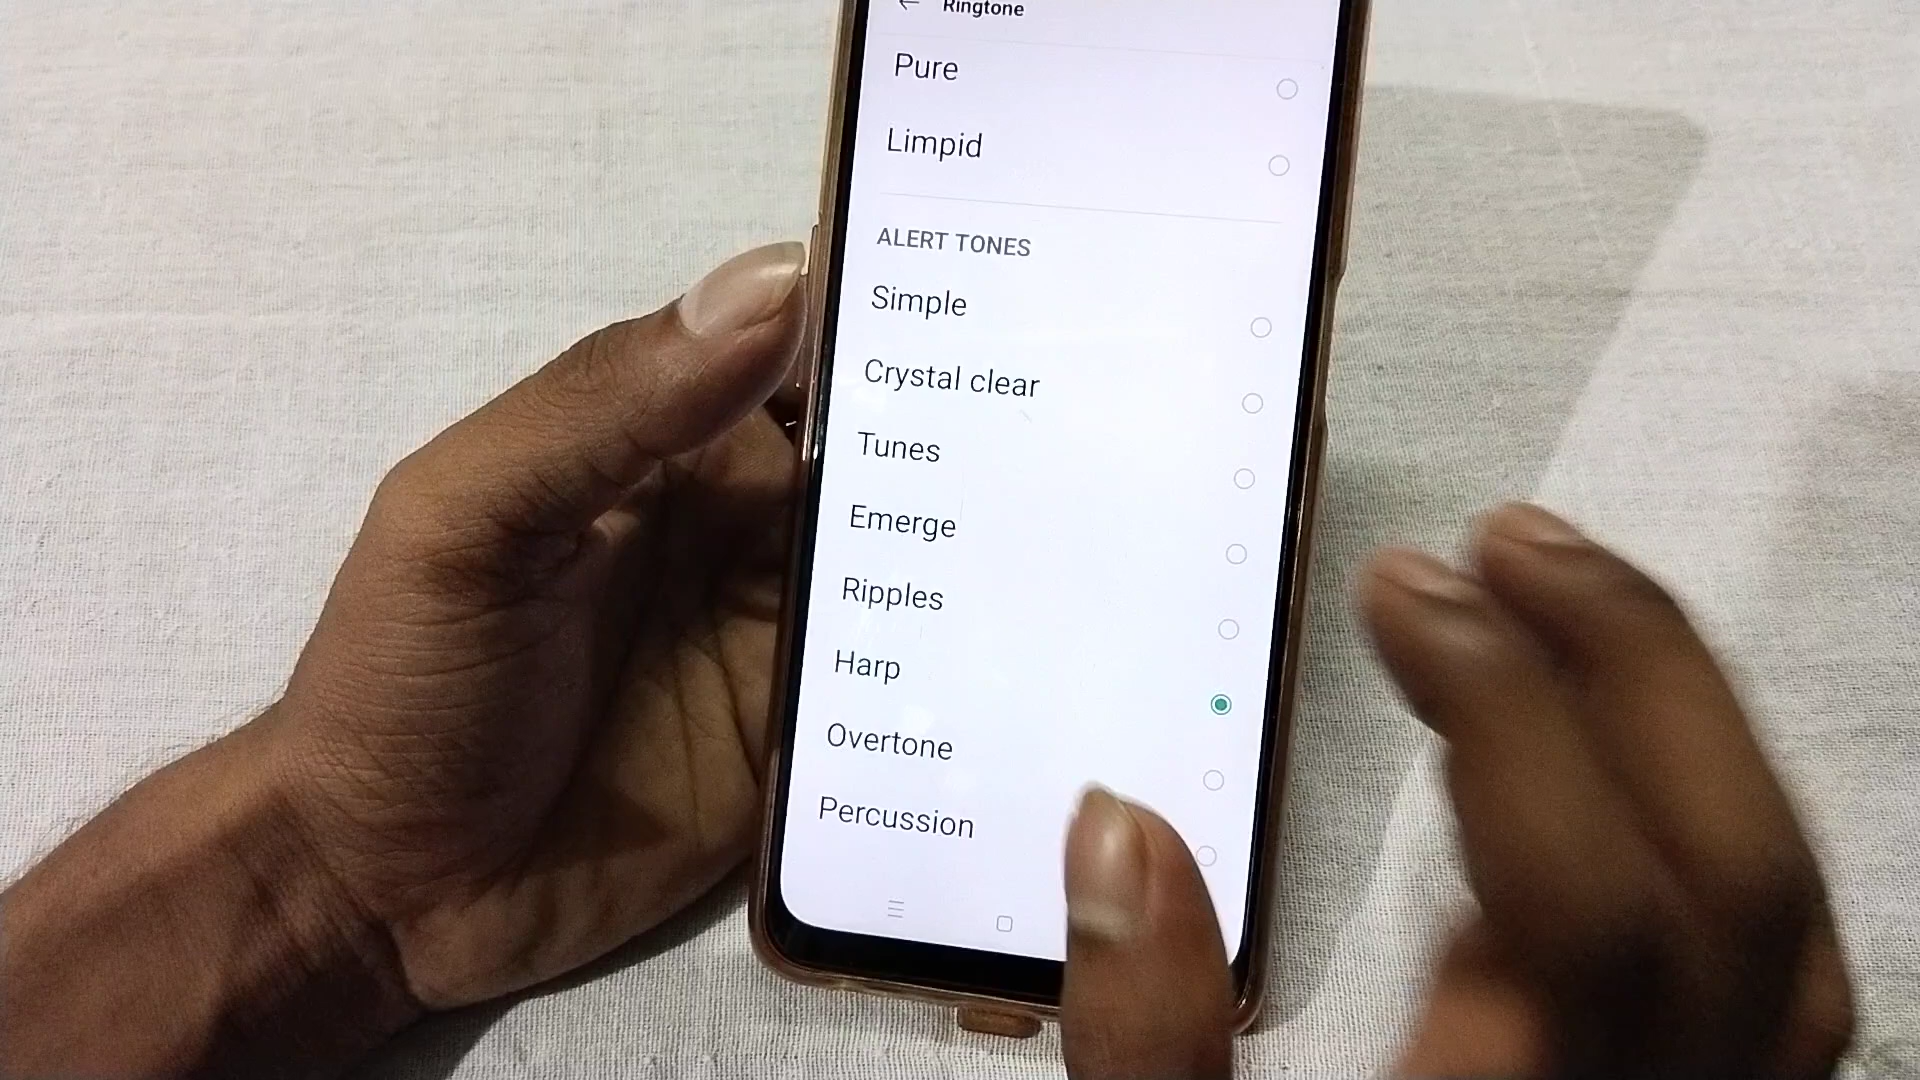 Ringtone
Pure
Limpid
ALERT TONES
Simple
Crystal clear
Tunes
Emerge
Ripples
Harp
Overtone
Percussion